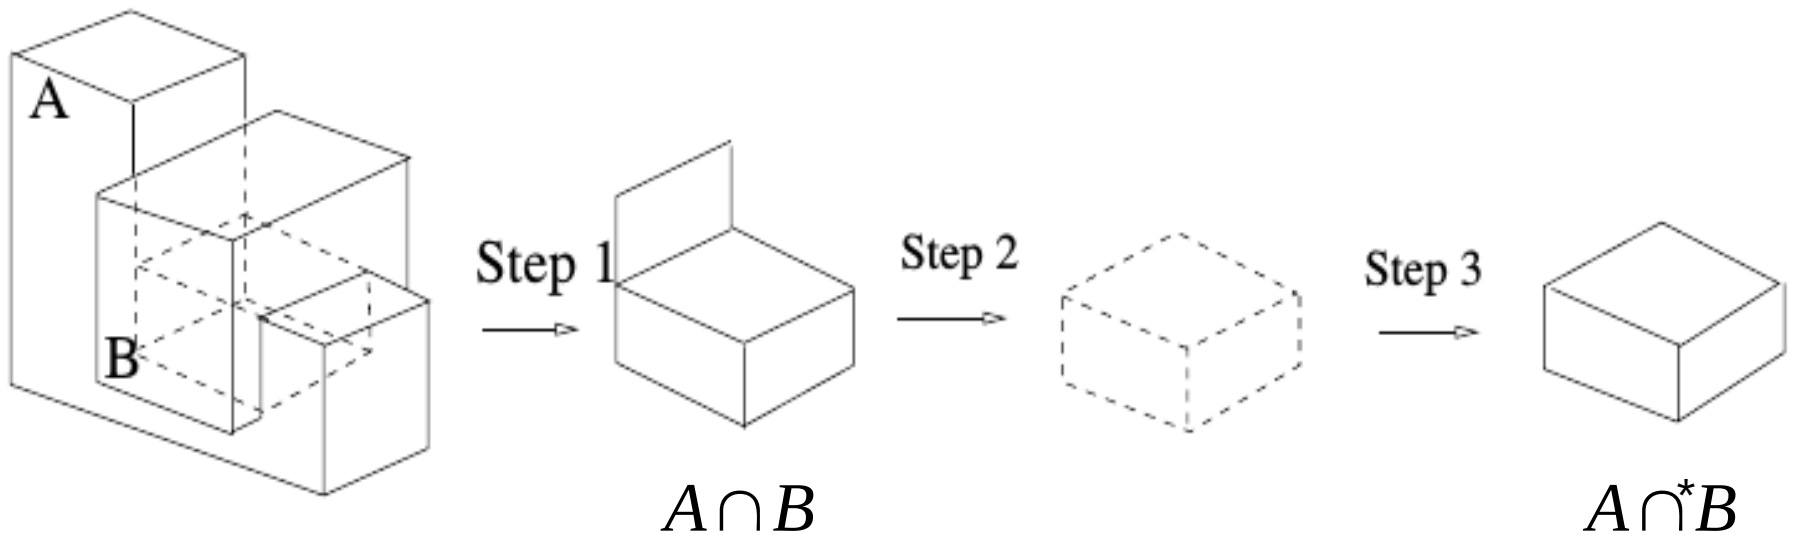 A
B
Step 1
Step 2
Step 3
A∩B
A∩*B